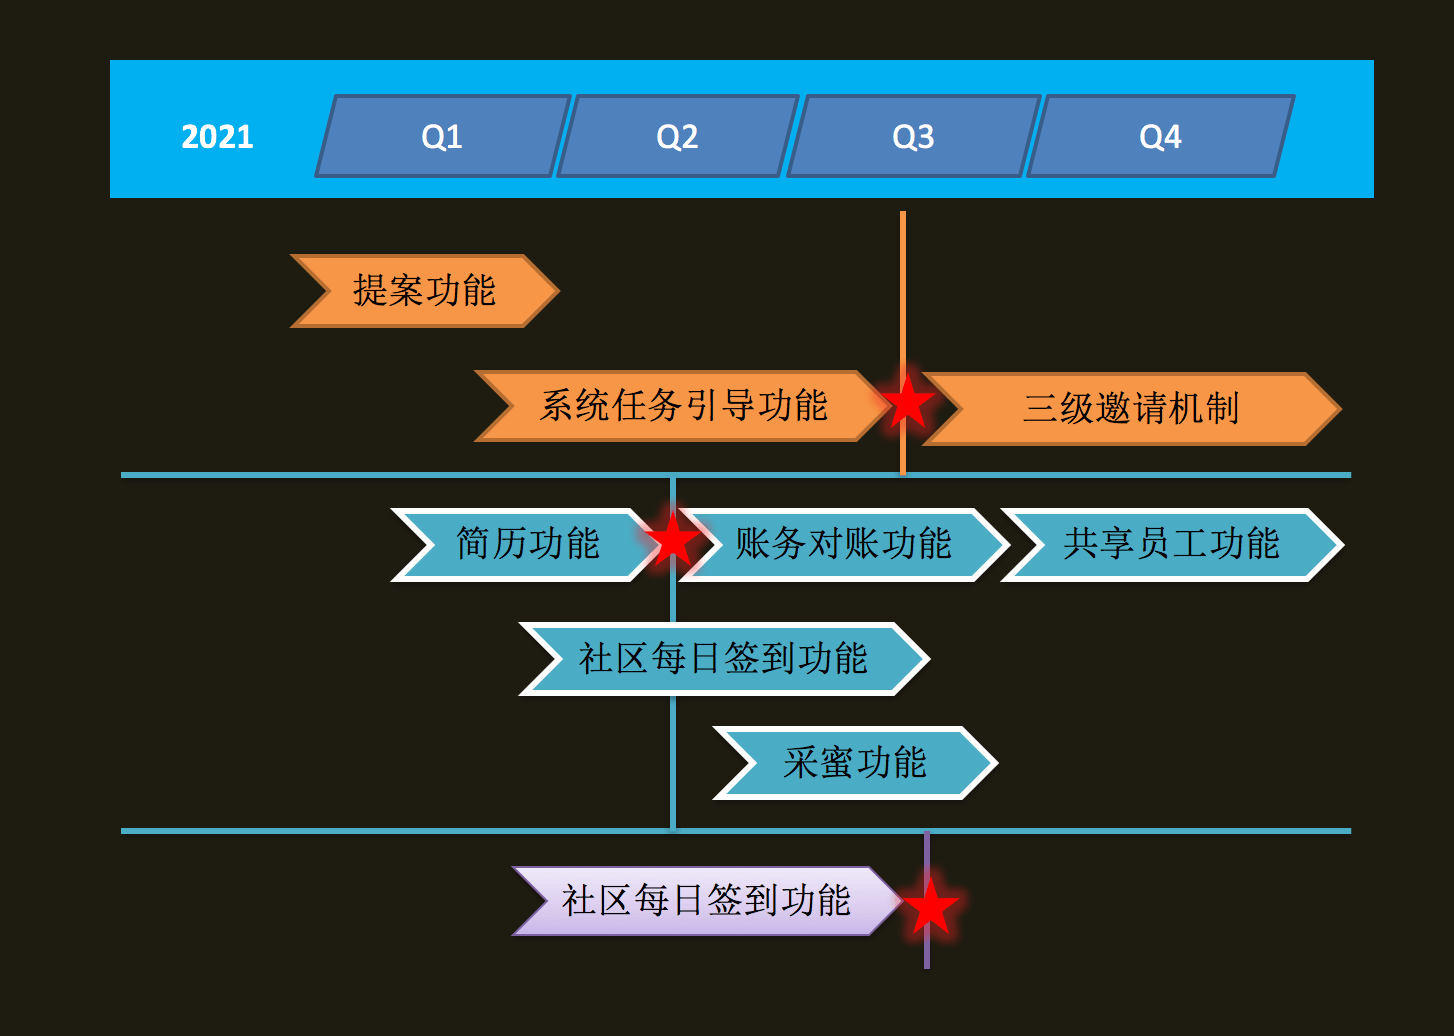 2021
Q1
Q2
Q3
Q4
提案功能
系统任务引导功能
三级邀请机制
简历功能
账务对账功能
共享员工功能
社区每日签到功能
采蜜功能
社区每日签到功能